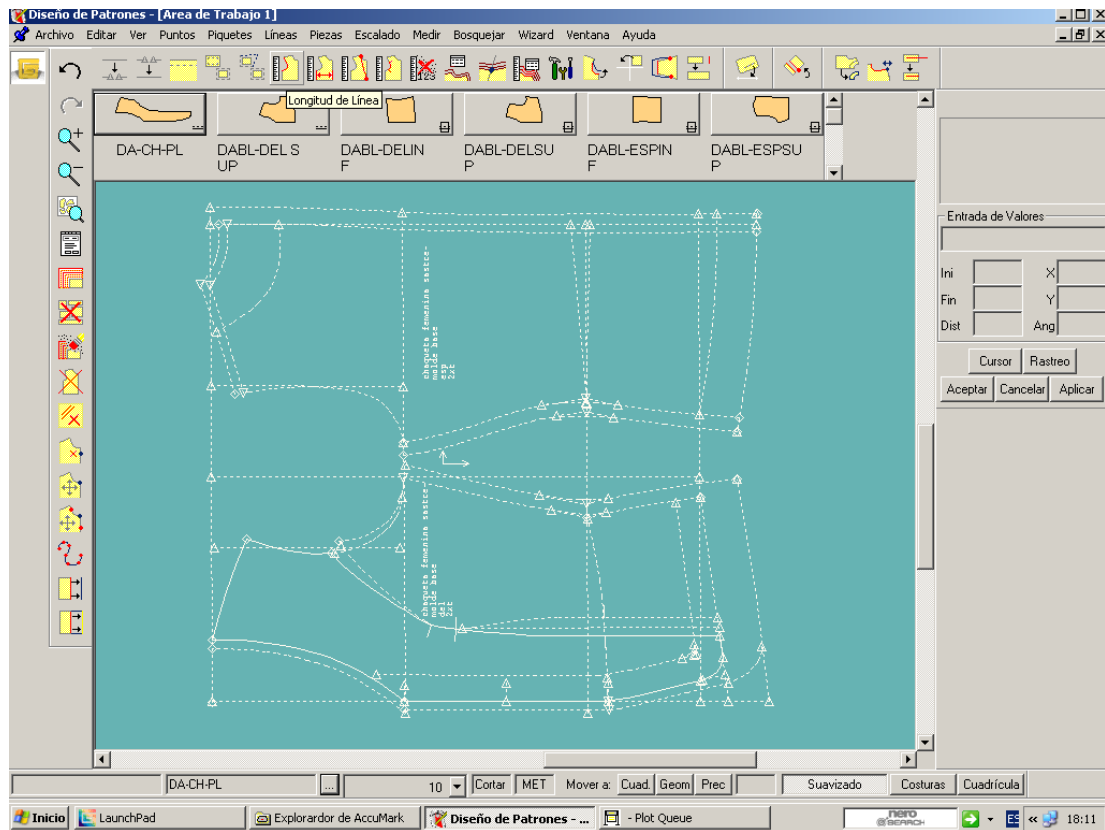 Diseño de Patrones - [Area de Trabajo 1]
Archivo Editar Ver Puntos Piquetes Líneas Piezas Escalado Medir Bosquejar Wizard Ventana Ayuda
Longitud de Línea
DA-CH-PL
DABL-DEL S
UP
DABL-DELIN
F
DABL-DELSU
P
DABL-ESPIN
F
DABL-ESPSU
P
Entrada de Valores
Ini X
Fin Y
Dist Ang
Cursor Rastreo
Aceptar Cancelar Aplicar
chaqueta femenina sastre-
molde base
esp
2xt
chaqueta femenina sastre-
molde base
del
2xt
DA-CH-PL ... 10 Cortar MET Mover a: Cuad. Geom Prec Suavizado Costuras Cuadrícula
Inicio LaunchPad Explorardor de AccuMark Diseño de Patrones - ... - Plot Queue nero SEARCH ES « 18:11